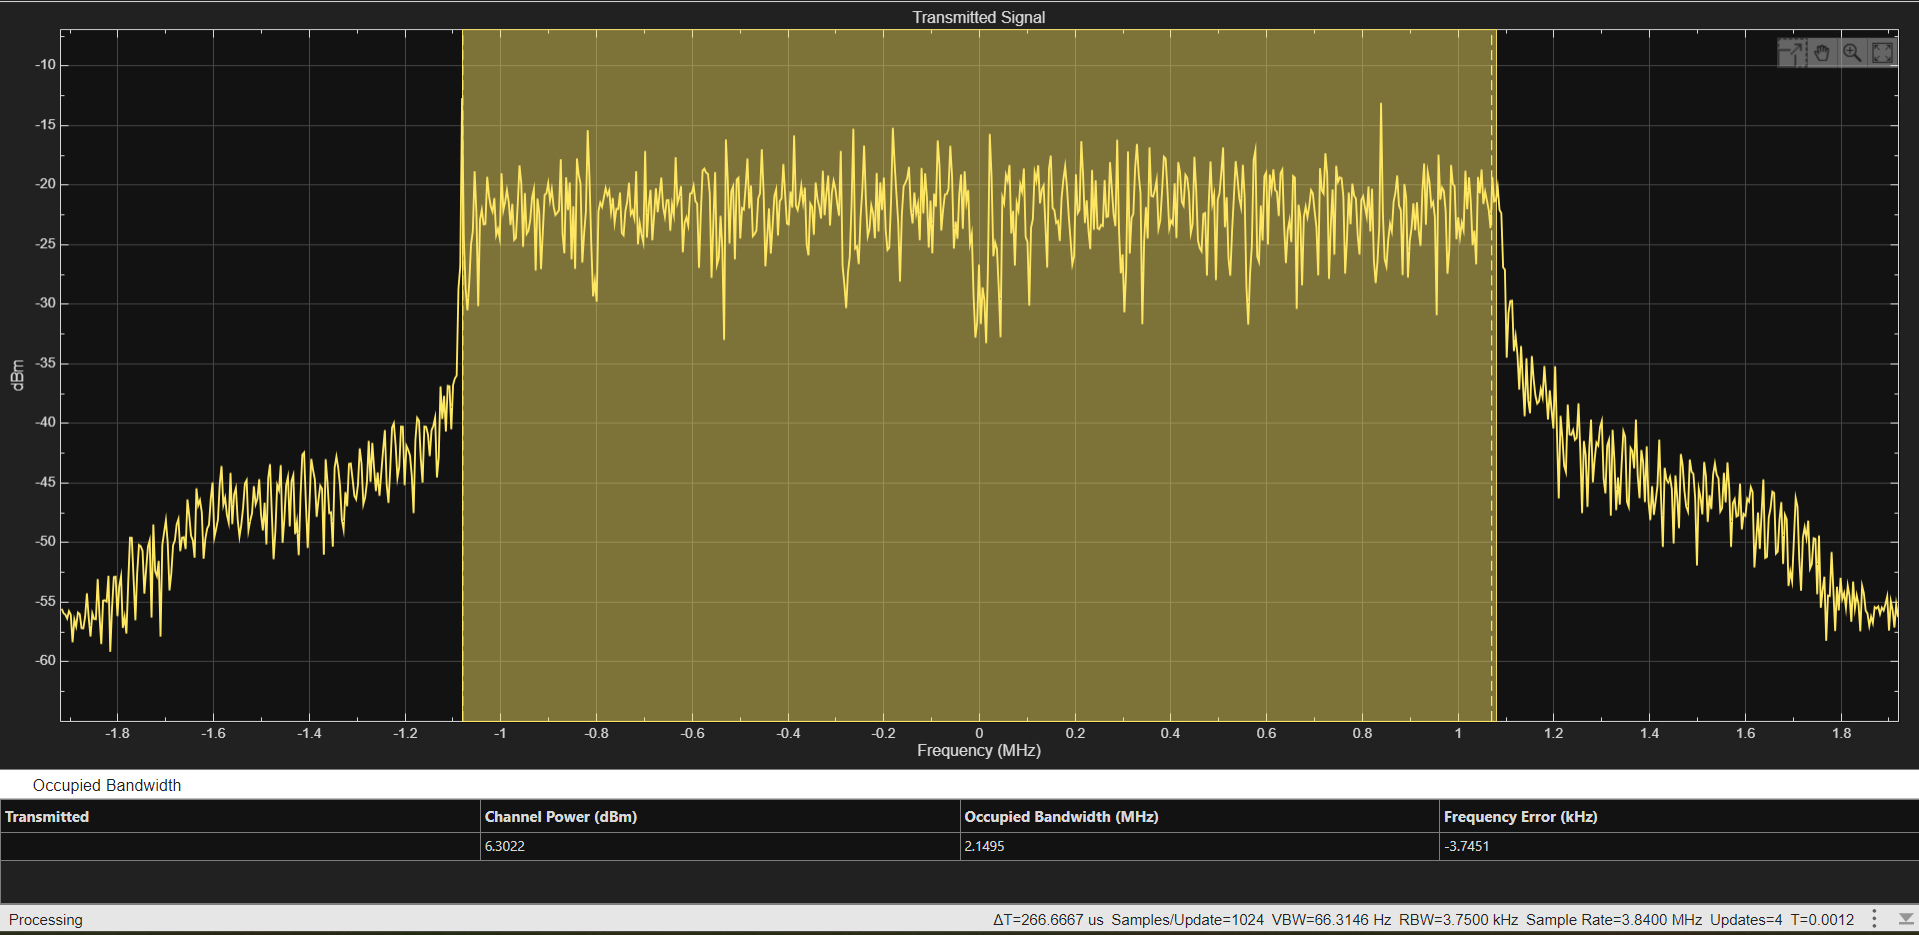 Transmitted Signal
-10
-15
-20
-25
-30
-35
-40
-45
-50
-55
-60
dBm
-1.8 -1.6 -1.4 -1.2 -1 -0.8 -0.6 -0.4 -0.2 0 0.2 0.4 0.6 0.8 1 1.2 1.4 1.6 1.8
Frequency (MHz)
Occupied Bandwidth
Transmitted Channel Power (dBm) Occupied Bandwidth (MHz) Frequency Error (kHz)
6.3022 2.1495 -3.7451
Processing ΔT=266.6667 us Samples/Update=1024 VBW=66.3146 Hz RBW=3.7500 kHz Sample Rate=3.8400 MHz Updates=4 T=0.0012